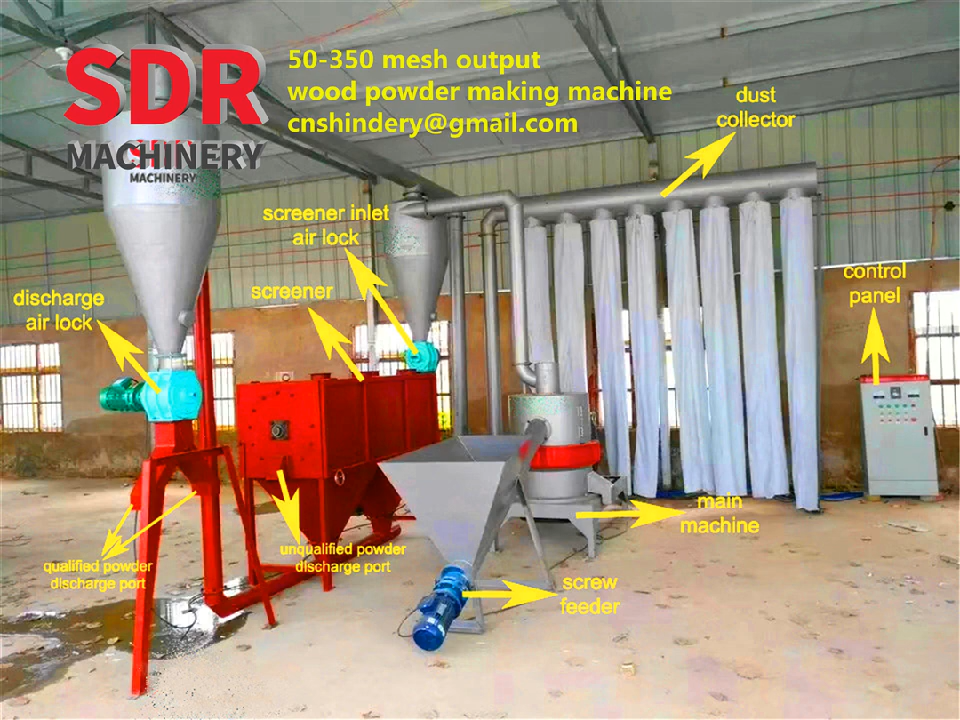 SDR
MACHINERY
MACHINERY
50-350 mesh output
wood powder making machine
cnshindery@gmail.com
dust
collector
screener inlet
air lock
screener
discharge
air lock
control
panel
main
machine
qualified powder
discharge port
unqualified powder
discharge port
screw
feeder